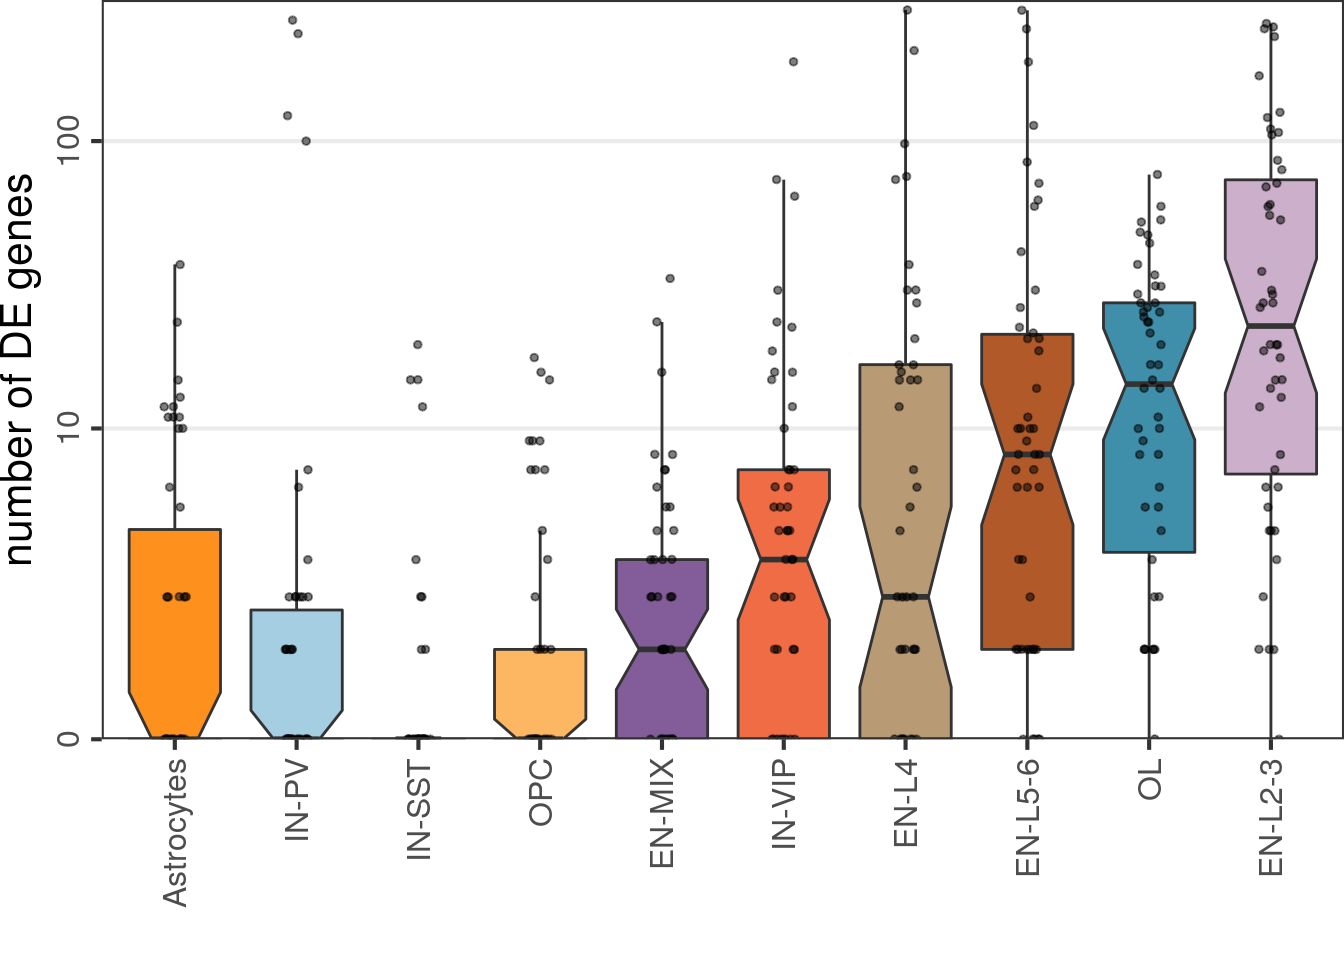 number of DE genes
100
10
0
Astrocytes
IN-PV
IN-SST
OPC
EN-MIX
IN-VIP
EN-L4
EN-L5-6
OL
EN-L2-3